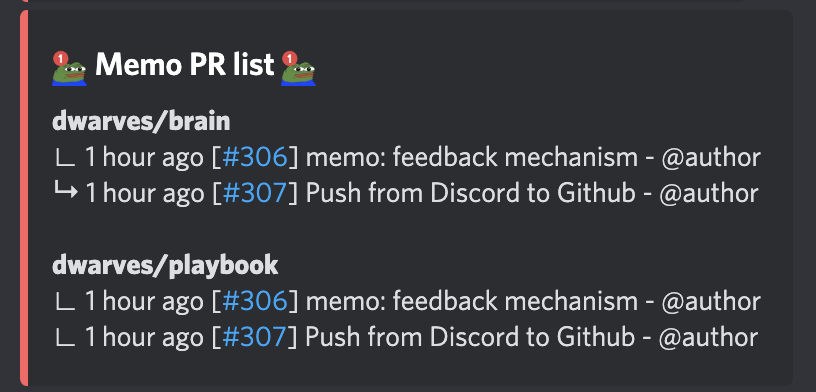 1 Memo PR list 1
dwarves/brain
∟ 1 hour ago [#306] memo: feedback mechanism - @author
↳ 1 hour ago [#307] Push from Discord to Github - @author
dwarves/playbook
∟ 1 hour ago [#306] memo: feedback mechanism - @author
∟ 1 hour ago [#307] Push from Discord to Github - @author